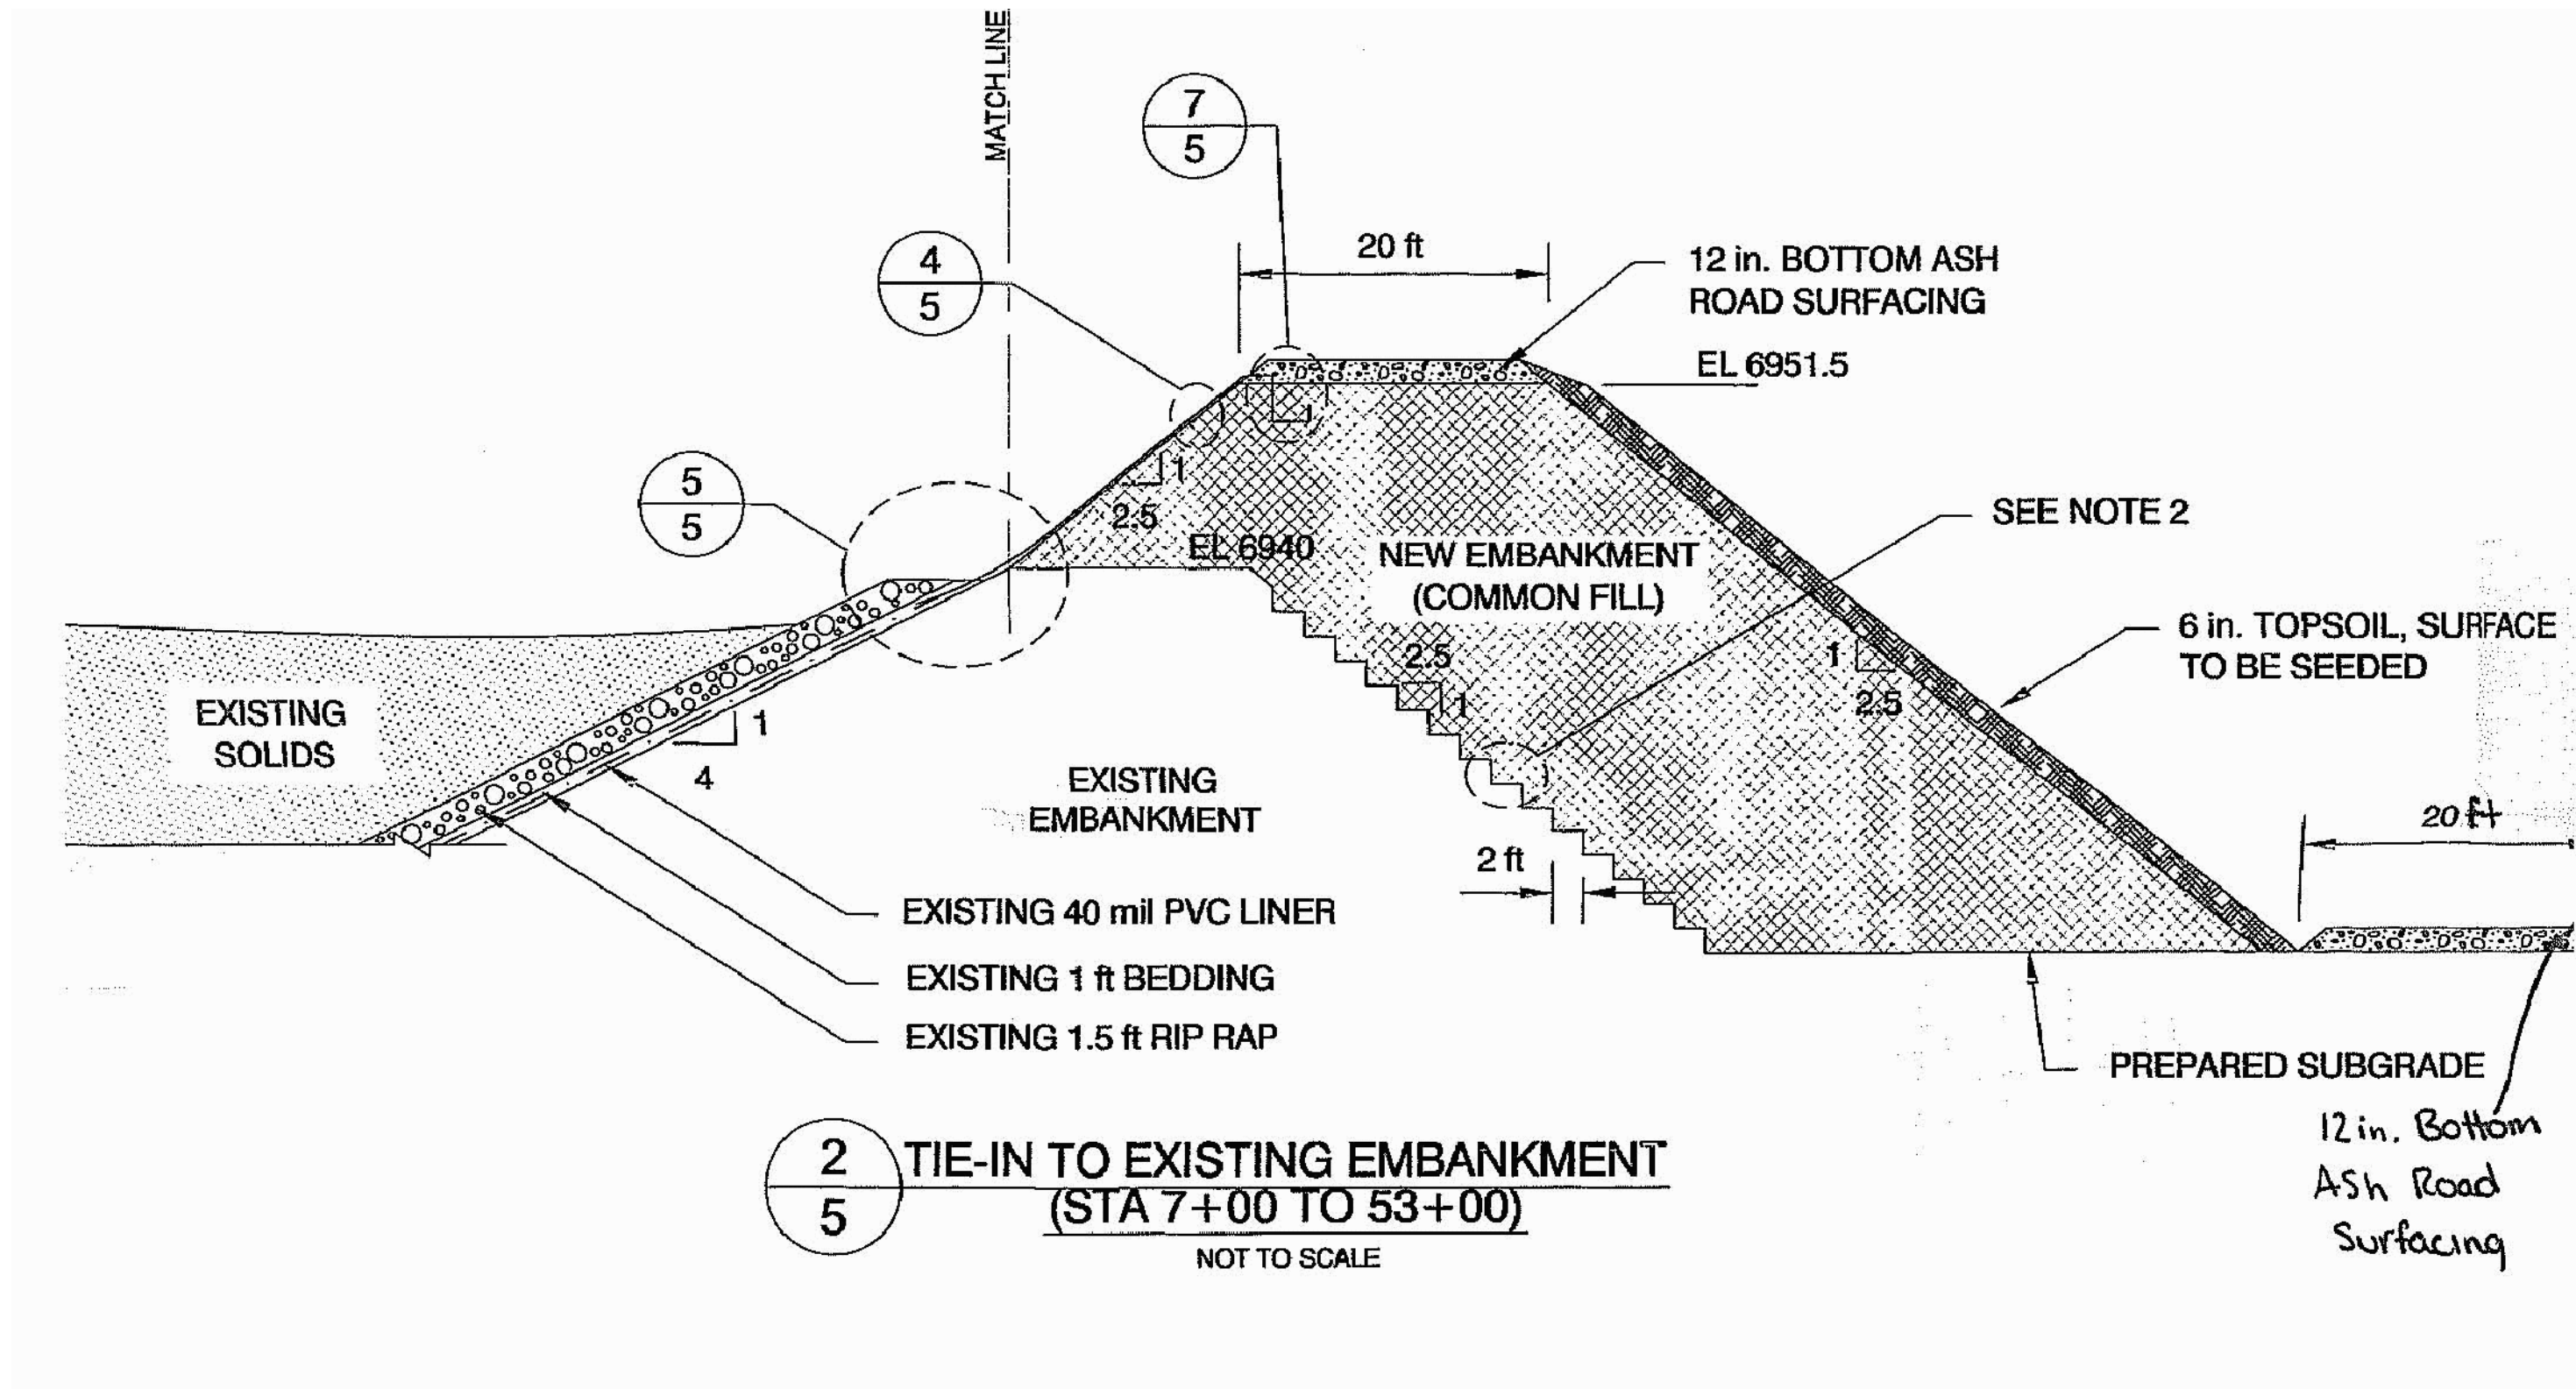 MATCH LINE
7
5
4
5
20 ft
12 in. BOTTOM ASH
ROAD SURFACING
EL 6951.5
5
5
1
2.5
EL 6940
NEW EMBANKMENT
(COMMON FILL)
SEE NOTE 2
2.5
1
1
2.5
6 in. TOPSOIL, SURFACE
TO BE SEEDED
EXISTING
SOLIDS
1
4
EXISTING
EMBANKMENT
2 ft
20 ft
EXISTING 40 mil PVC LINER
EXISTING 1 ft BEDDING
EXISTING 1.5 ft RIP RAP
PREPARED SUBGRADE
12 in. Bottom
ASh Road
Surfacing
2
5
TIE-IN TO EXISTING EMBANKMENT
(STA 7+00 TO 53+00)
NOT TO SCALE